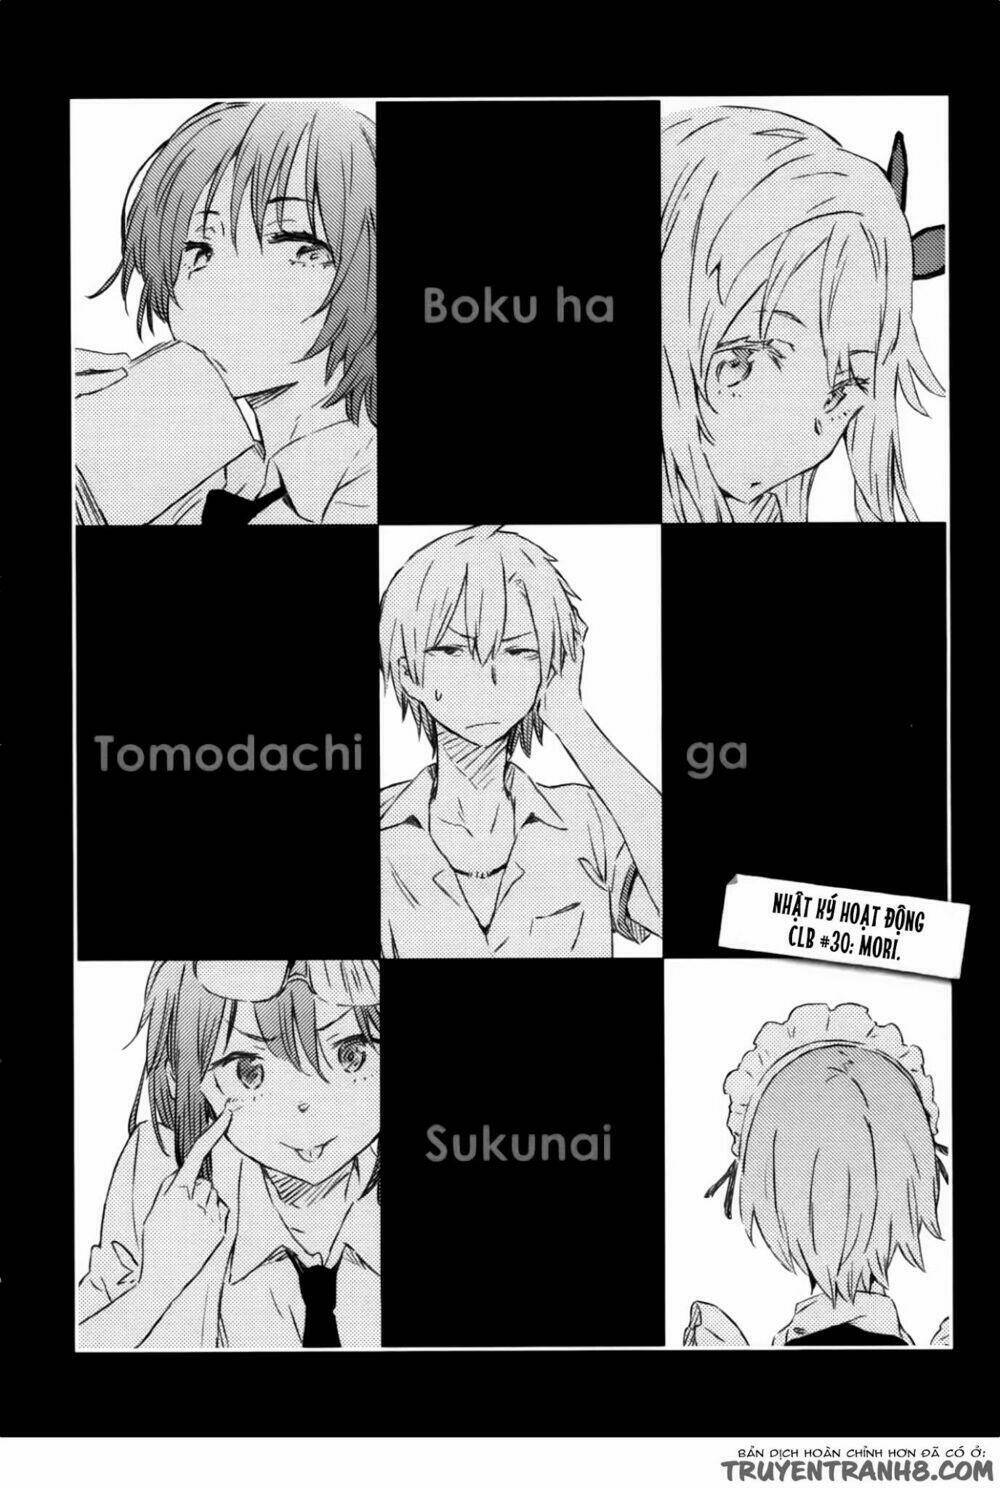 Boku ha
Tomodachi
ga
NHẬT KÝ HOẠT ĐỘNG
CLB #30: MORI.
Sukunai
BẢN DỊCH HOÀN CHỈNH HƠN ĐÃ CÓ Ở:
TRUYENTRANH8.COM